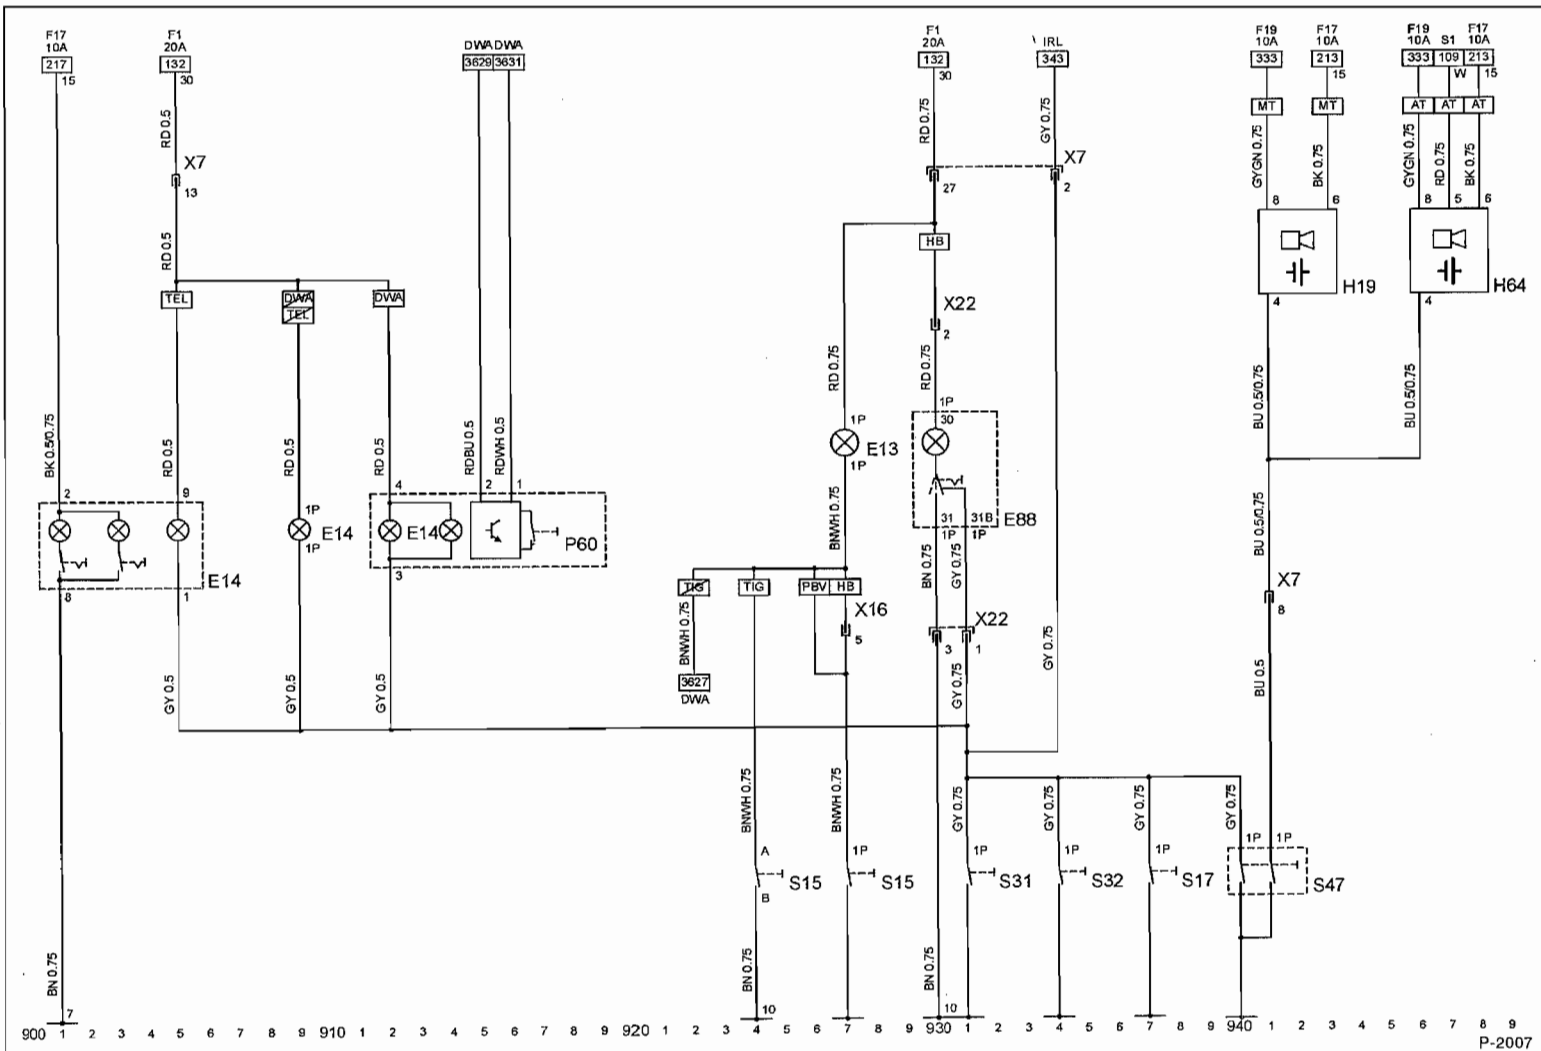 F17 F1 F1 F19 F17 F19 F17
10A 20A DWA DWA 20A IRL 10A 10A 10A S1 10A
217 132 3629 3631 132 343 333 213 333 109 213
15 30 30 15 W 15
MT MT AT AT AT
RD 0.5 RD 0.75 GY 0.75 GYGN 0.75 BK 0.75 GYGN 0.75 RD 0.75 BK 0.75
X7 X7
13 27 2
8 6 8 5 6
RD 0.5
HB
TEL DWA DWA
TEL
H19 H64
4 4
X22
2
RD 0.75 RD 0.75
BU 0.5/0.75 BU 0.5/0.75
BK 0.5/0.75 RD 0.5 RD 0.5 RD 0.5 RDBU 0.5 RDWH 0.5
1P 1P
30
E13
1P
2 9 4 2 1
1P
E14 E14 P60
1P
BNWH 0.75
31 31B E88
1P 1P
BU 0.5/0.75
E14
8 1 3
BN 0.75 GY 0.75
TIG TIG PBV HB
X16
5
X22
3 1
X7
8
BNWH 0.75
3627
DWA
GY 0.5 GY 0.5 GY 0.5
GY 0.75 GY 0.75
BU 0.5
BNWH 0.75 BNWH 0.75 GY 0.75 GY 0.75 GY 0.75 GY 0.75
A 1P 1P 1P 1P 1P 1P
S15 S15 S31 S32 S17 S47
B
BN 0.75 BN 0.75 BN 0.75
7 10 10
900 1 2 3 4 5 6 7 8 9 910 1 2 3 4 5 6 7 8 9 920 1 2 3 4 5 6 7 8 9 930 1 2 3 4 5 6 7 8 9 940 1 2 3 4 5 6 7 8 9
P-2007